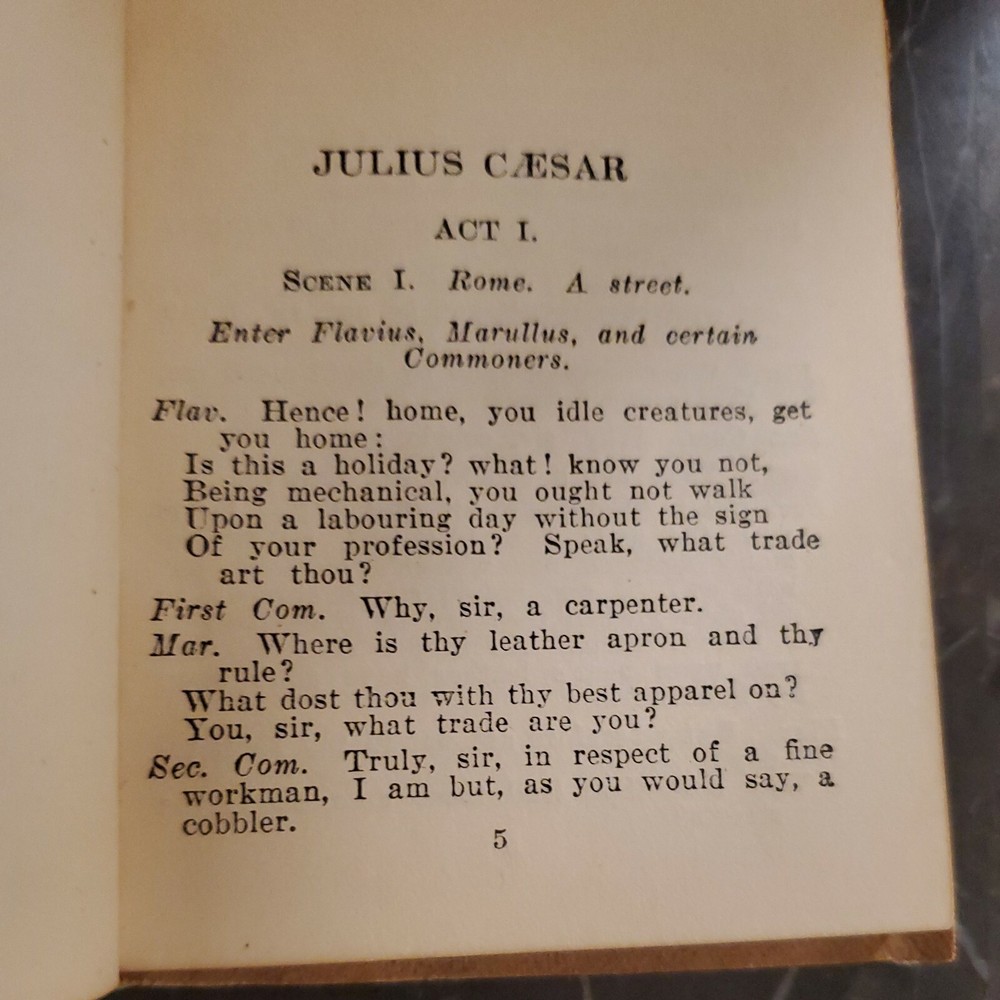 JULIUS CÆSAR
ACT I.
SCENE I. Rome. A street.
Enter Flavius, Marullus, and certain
Commoners.
Flav. Hence! home, you idle creatures, get
you home:
Is this a holiday? what! know you not,
Being mechanical, you ought not walk
Upon a labouring day without the sign
Of your profession? Speak, what trade
art thou?
First Com. Why, sir, a carpenter.
Mar. Where is thy leather apron and thy
rule?
What dost thou with thy best apparel on?
You, sir, what trade are you?
Sec. Com. Truly, sir, in respect of a fine
workman, I am but, as you would say, a
cobbler.
5